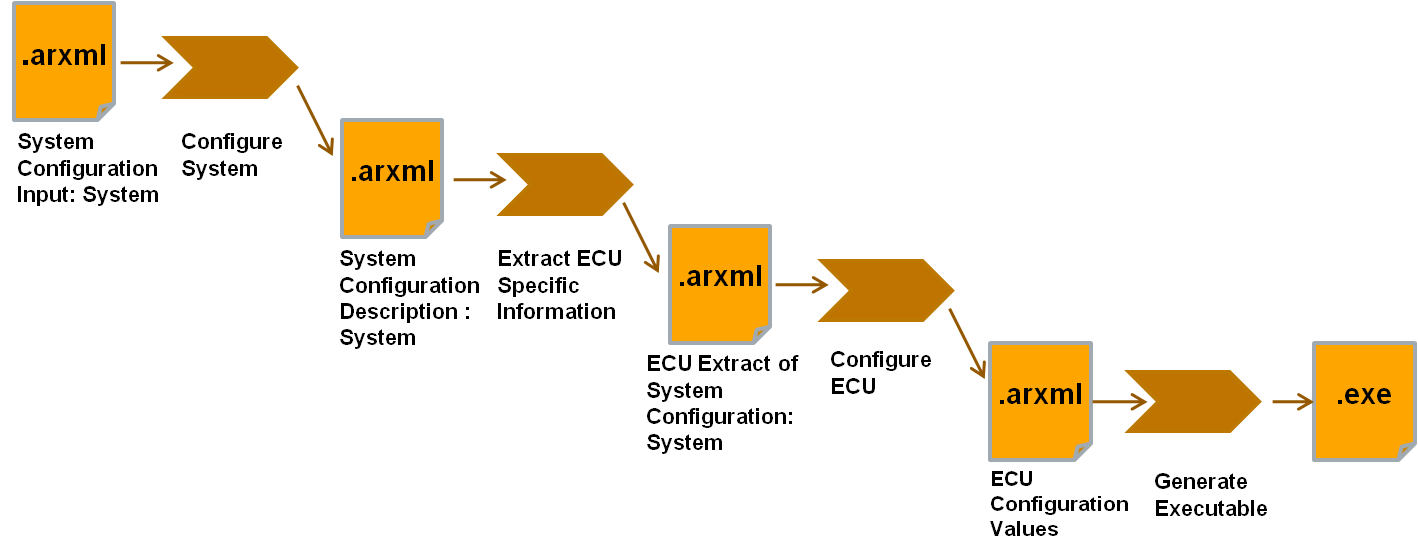 .arxml
System
Configuration
Input: System
Configure
System
.arxml
System
Configuration
Description :
System
Extract ECU
Specific
Information
.arxml
ECU Extract of
System
Configuration:
System
Configure
ECU
.arxml
ECU
Configuration
Values
Generate
Executable
.exe